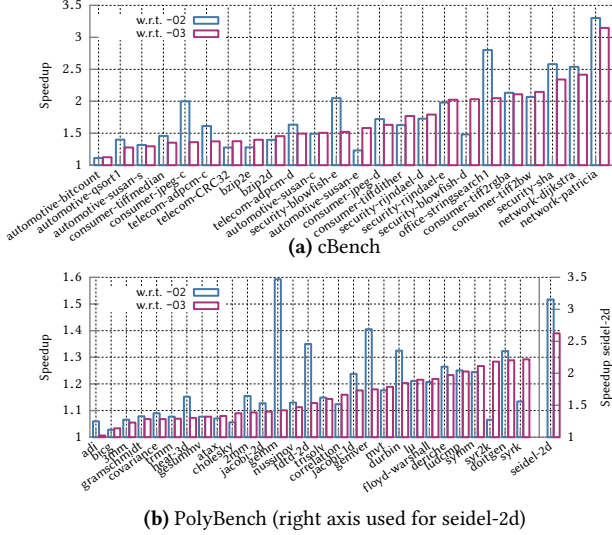 3.5
3
2.5
2
1.5
1
Speedup
w.r.t. -O2
w.r.t. -O3
automotive-bitcount
automotive-qsort1
automotive-susan-s
consumer-tiffmedian
consumer-jpeg-c
telecom-adpcm-c
telecom-CRC32
bzip2e
bzip2d
telecom-adpcm-d
automotive-susan-c
security-blowfish-e
automotive-susan-e
consumer-jpeg-d
consumer-tiffdither
security-rijndael-d
security-rijndael-e
security-blowfish-d
office-stringsearch1
consumer-tiff2rgba
consumer-tiff2bw
security-sha
network-dijkstra
network-patricia
(a) cBench
1.6
1.5
1.4
1.3
1.2
1.1
1
Speedup
w.r.t. -O2
w.r.t. -O3
3.5
3
2.5
2
1.5
1
Speedup seidel-2d
adi
bicg
3mm
gramschmidt
covariance
trmm
heat-3d
gesummv
atax
cholesky
2mm
jacobi-2d
gemm
nussinov
fdtd-2d
trisolv
correlation
jacobi-1d
gemver
mvt
durbin
lu
floyd-warshall
deriche
ludcmp
symm
syr2k
doitgen
syrk
seidel-2d
(b) PolyBench (right axis used for seidel-2d)